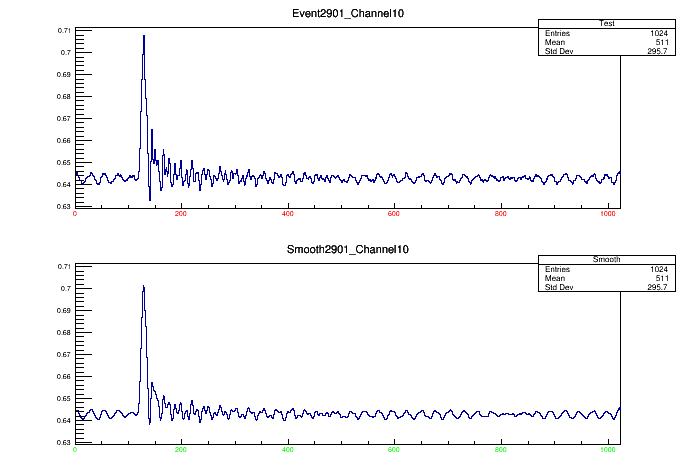 Event2901_Channel10
Test
Entries 1024
Mean 511
Std Dev 295.7
0.71
0.7
0.69
0.68
0.67
0.66
0.65
0.64
0.63
0 200 400 600 800 1000
Smooth2901_Channel10
Smooth
Entries 1024
Mean 511
Std Dev 295.7
0.71
0.7
0.69
0.68
0.67
0.66
0.65
0.64
0.63
0 200 400 600 800 1000